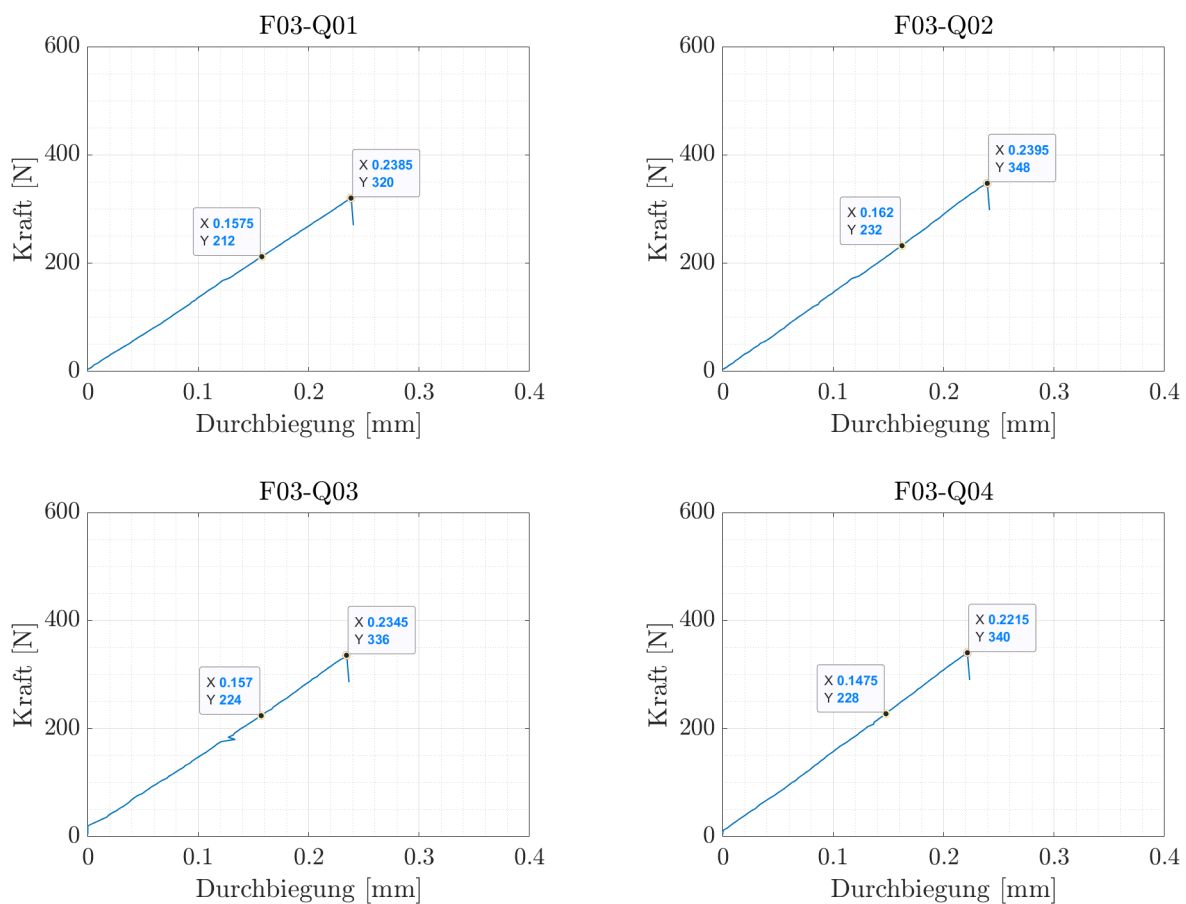 F03-Q01
600
400
200
0
Kraft [N]
X 0.1575
Y 212
X 0.2385
Y 320
0 0.1 0.2 0.3 0.4
Durchbiegung [mm]
F03-Q02
600
400
200
0
Kraft [N]
X 0.162
Y 232
X 0.2395
Y 348
0 0.1 0.2 0.3 0.4
Durchbiegung [mm]
F03-Q03
600
400
200
0
Kraft [N]
X 0.157
Y 224
X 0.2345
Y 336
0 0.1 0.2 0.3 0.4
Durchbiegung [mm]
F03-Q04
600
400
200
0
Kraft [N]
X 0.1475
Y 228
X 0.2215
Y 340
0 0.1 0.2 0.3 0.4
Durchbiegung [mm]